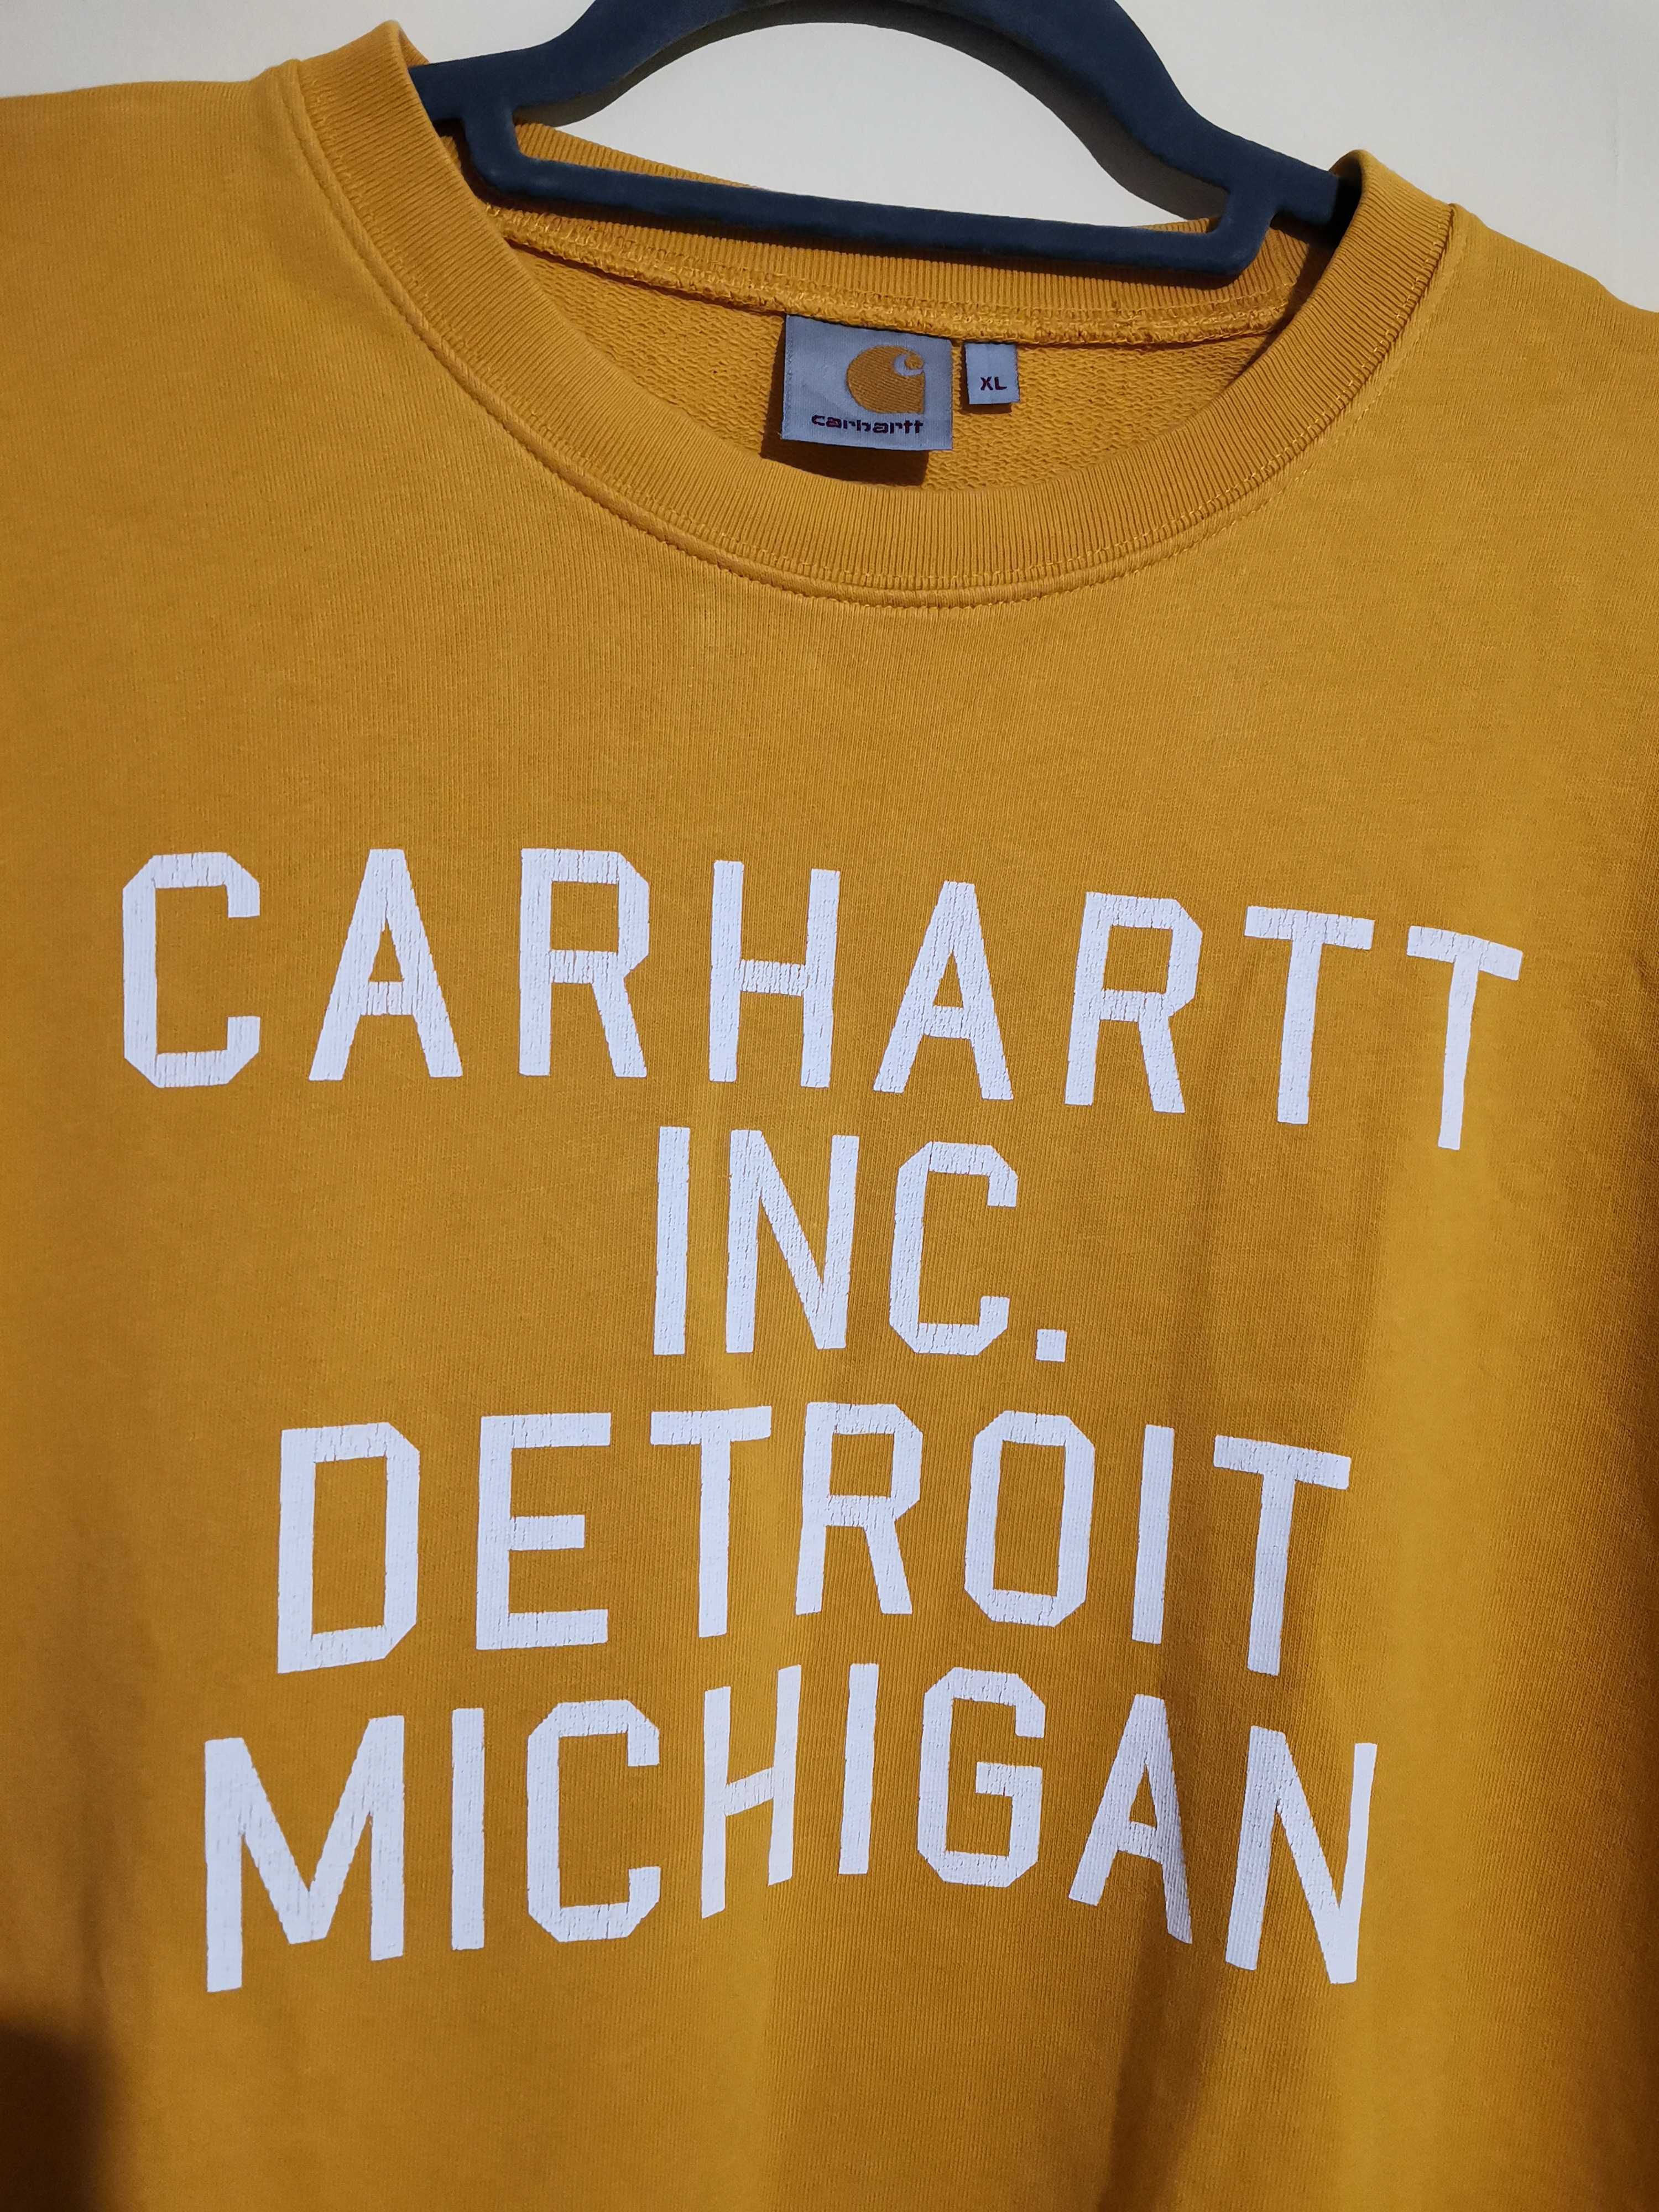 carhartt
XL
CARHARTT
INC.
DETROIT
MICHIGAN